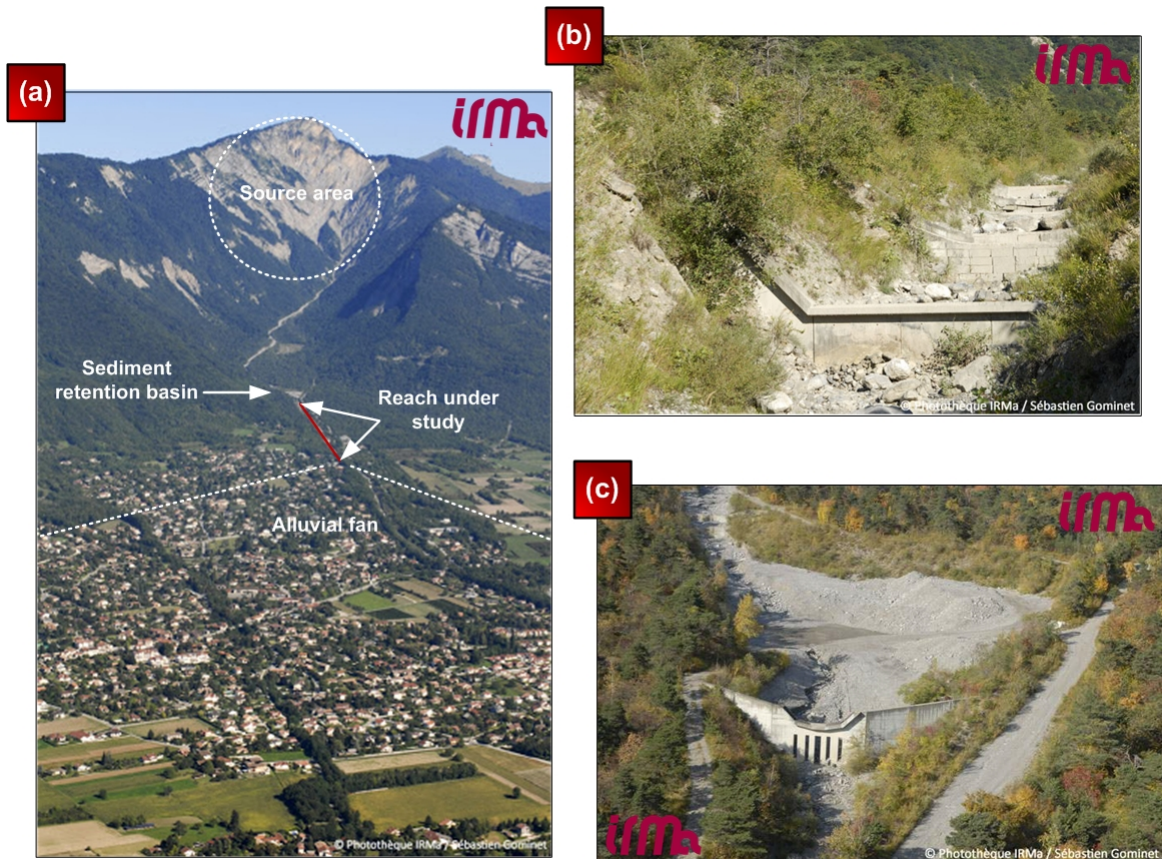 (a)
irma
Source area
Sediment
retention basin
Reach under
study
Alluvial fan
© Photothèque IRMa / Sébastien Gominet
(b)
irma
© Photothèque IRMa / Sébastien Gominet
(c)
irma
irma
© Photothèque IRMa / Sébastien Gominet